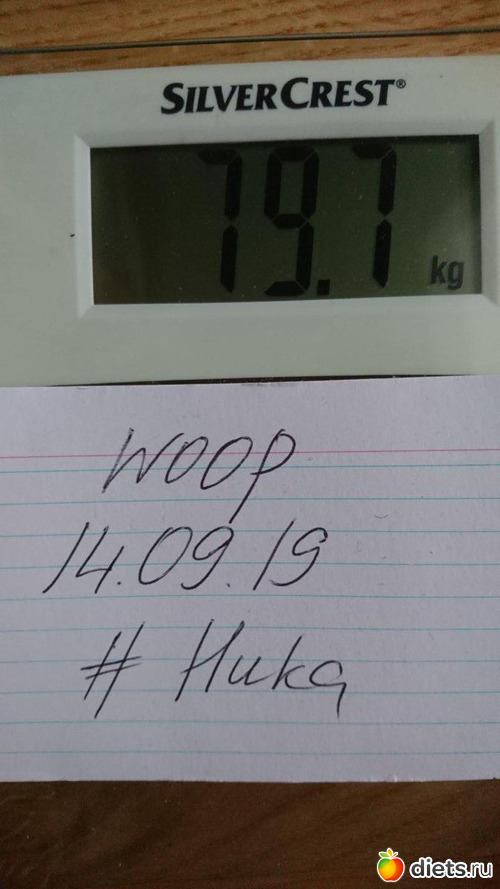 SILVERCREST®
79.7 kg
WOOP
14.09.19
# Ника
diets.ru